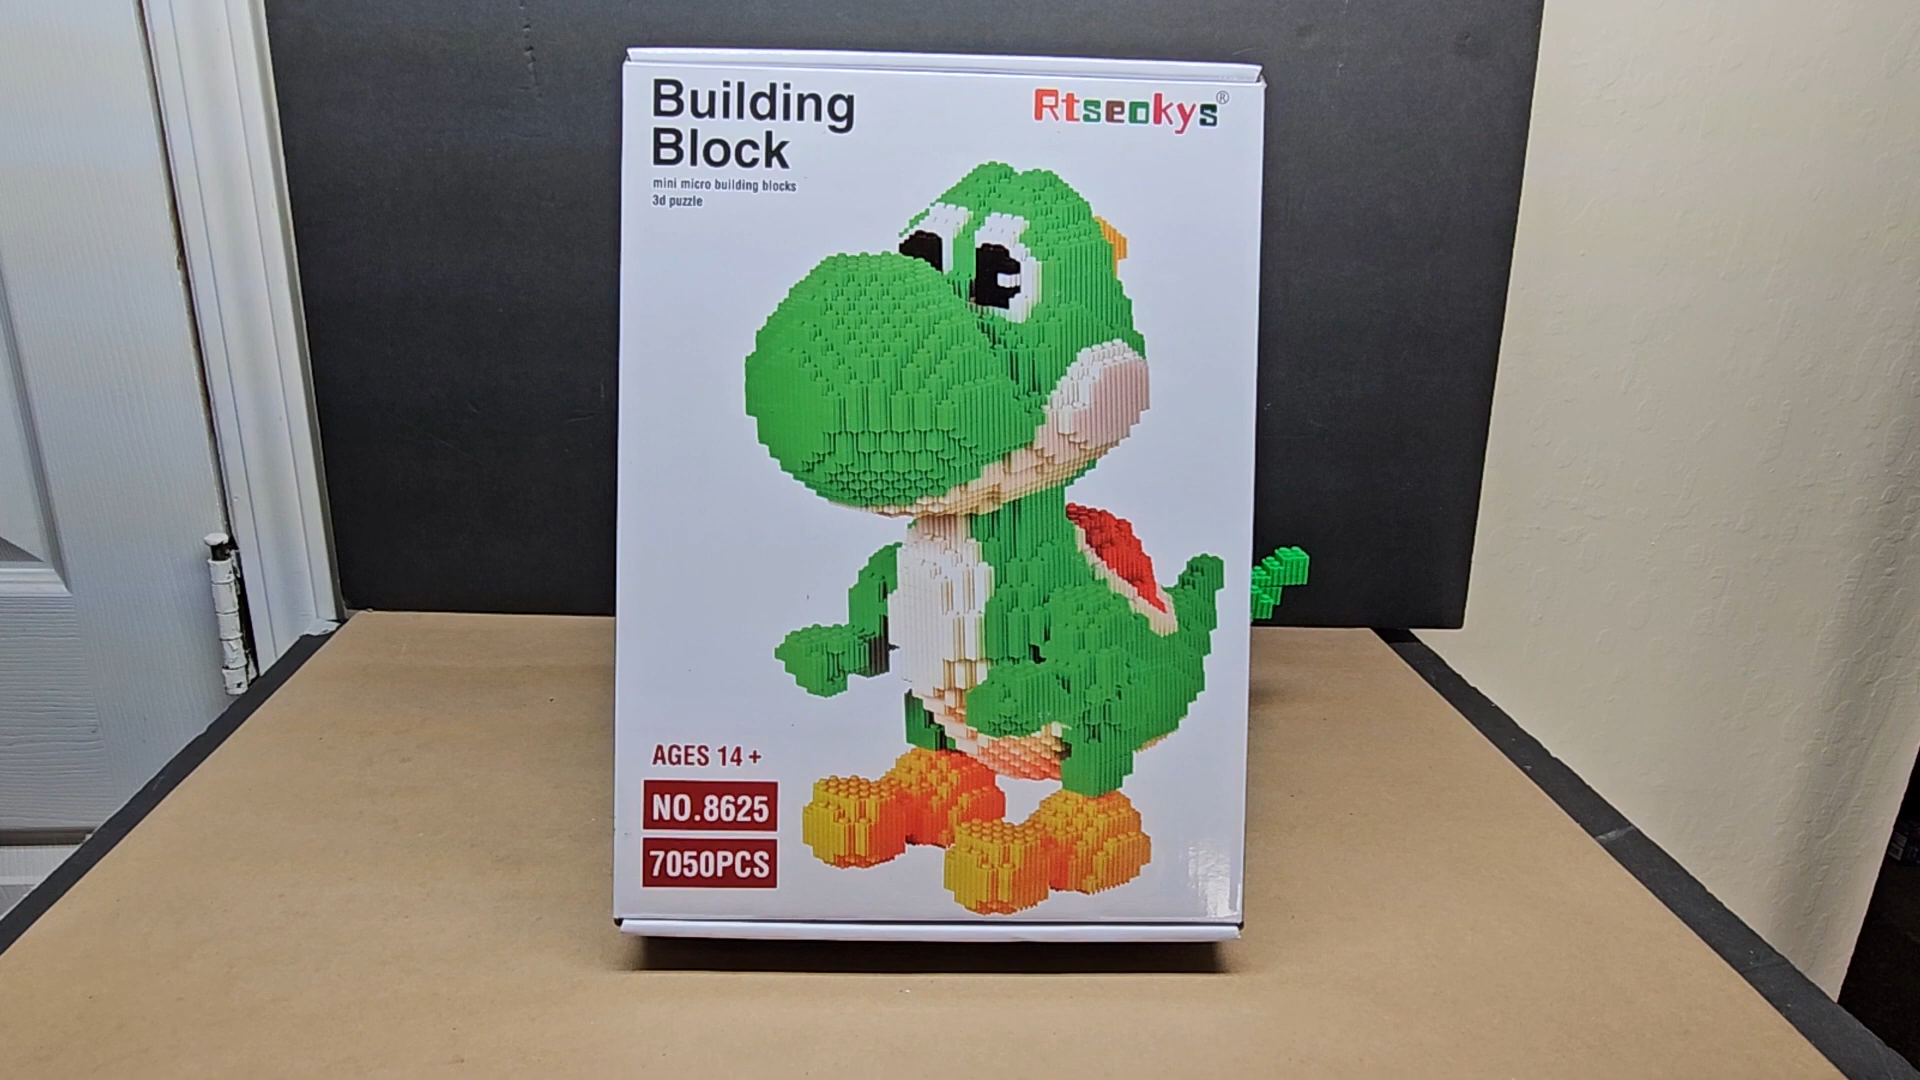 Building
Block
mini micro building blocks
3d puzzle
Rtseokys®
AGES 14+
NO.8625
7050PCS